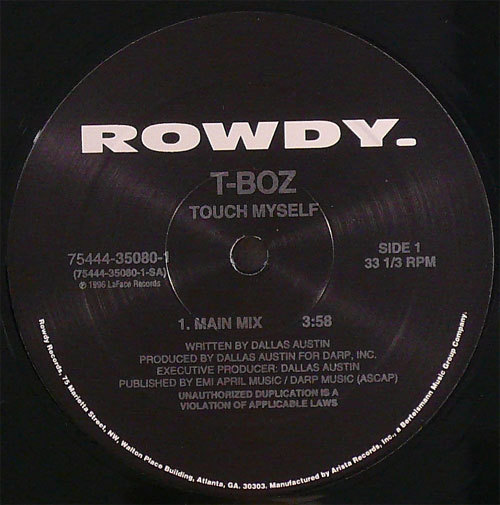 ROWDY.
T-BOZ
TOUCH MYSELF
75444-35080-1
(75444-35080-1-SA)
℗ 1996 LaFace Records
SIDE 1
33 1/3 RPM
1. MAIN MIX 3:58
WRITTEN BY DALLAS AUSTIN
PRODUCED BY DALLAS AUSTIN FOR DARP, INC.
EXECUTIVE PRODUCER: DALLAS AUSTIN
PUBLISHED BY EMI APRIL MUSIC / DARP MUSIC (ASCAP)
UNAUTHORIZED DUPLICATION IS A
VIOLATION OF APPLICABLE LAWS
Rowdy Records, 75 Marietta Street, NW, Walton Place Building, Atlanta, GA. 30303. Manufactured by Arista Records, Inc., a Bertelsmann Music Group Company.